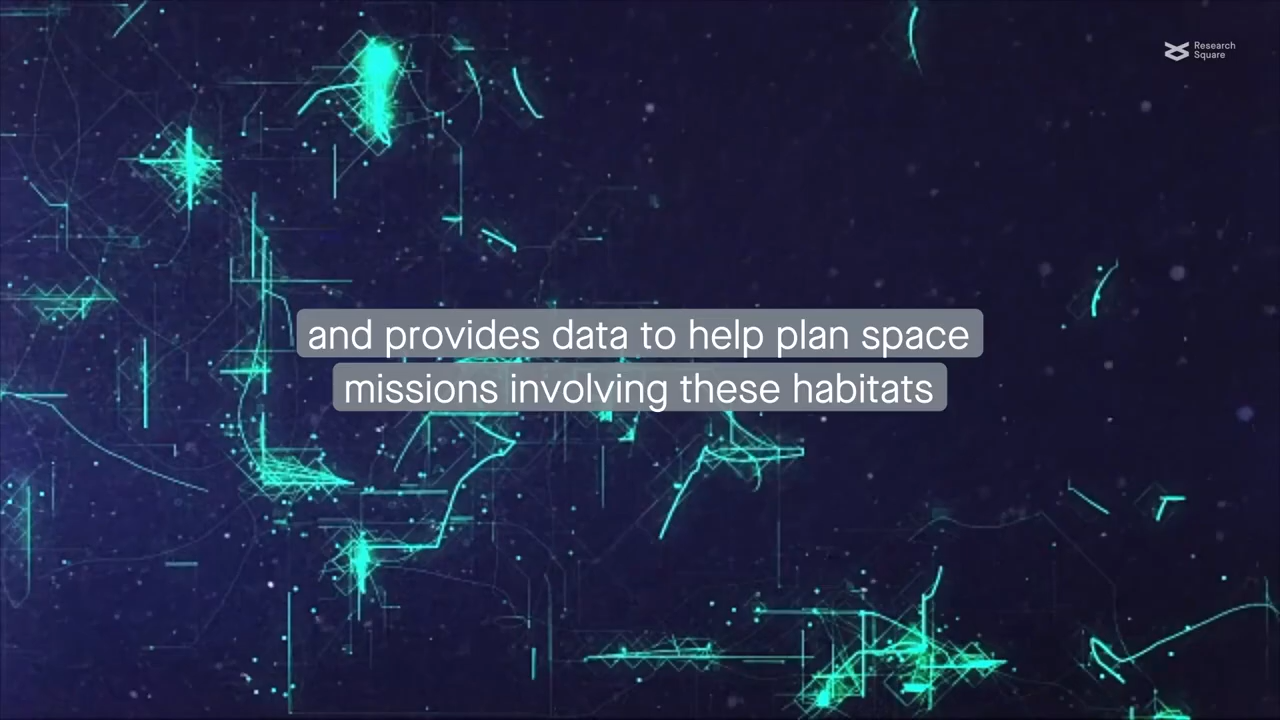 Research
Square
and provides data to help plan space
missions involving these habitats